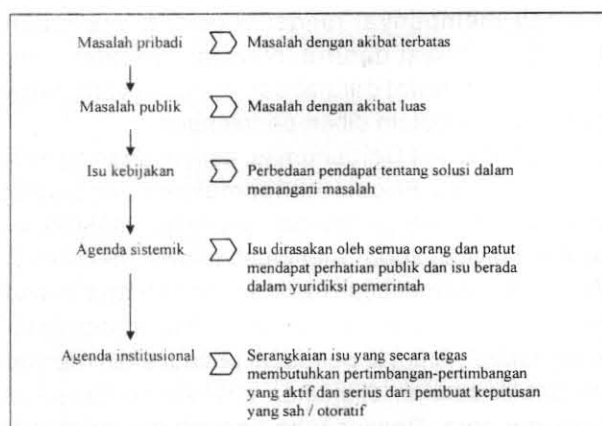 Masalah pribadi Masalah dengan akibat terbatas
Masalah publik Masalah dengan akibat luas
Isu kebijakan Perbedaan pendapat tentang solusi dalam
menangani masalah
Agenda sistemik Isu dirasakan oleh semua orang dan patut
mendapat perhatian publik dan isu berada
dalam yuridiksi pemerintah
Agenda institusional Serangkaian isu yang secara tegas
membutuhkan pertimbangan-pertimbangan
yang aktif dan serius dari pembuat keputusan
yang sah / otoratif